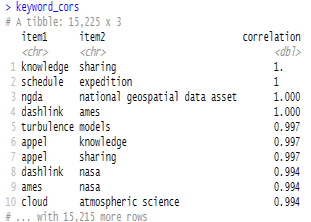 > keyword_cors
# A tibble: 15,225 x 3
item1 item2 correlation
<chr> <chr> <dbl>
1 knowledge sharing 1.
2 schedule expedition 1
3 ngda national geospatial data asset 1.000
4 dashlink ames 1.000
5 turbulence models 0.997
6 appel knowledge 0.997
7 appel sharing 0.997
8 dashlink nasa 0.994
9 ames nasa 0.994
10 cloud atmospheric science 0.994
# ... with 15,215 more rows